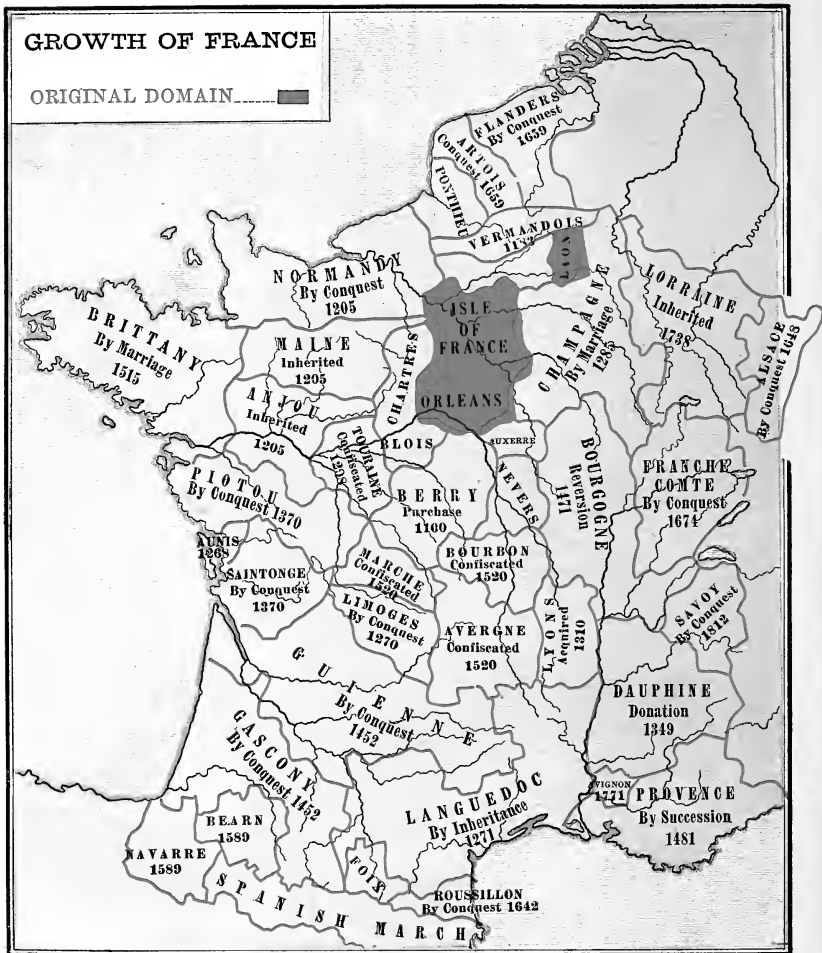 GROWTH OF FRANCE
ORIGINAL DOMAIN
FLANDERS
By Conquest
1659
ARTOIS
Conquest 1659
PONTHIEU
VERMANDOIS
LAON
NORMANDY
By Conquest
1205
ISLE
OF
FRANCE
ORLEANS
CHAMPAGNE
By Marriage
1285
LORRAINE
Inherited
1738
ALSACE
By Conquest 1648
BRITTANY
By Marriage
1515
MAINE
Inherited
1205
CHARTRES
ANJOU
Inherited
1205
TOURAINE
Confiscated
BLOIS
AUXERRE
NEVERS
BOURGOGNE
Reversion
1471
FRANCHE
COMTE
By Conquest
1674
PIOTOU
By Conquest 1370
BERRY
Purchase
1160
AUNIS
1268
SAINTONGE
By Conquest
1370
MARCHE
Confiscated
1520
BOURBON
Confiscated
1520
LIMOGES
By Conquest
1270
AVERGNE
Confiscated
1520
LYONS
Acquired
1310
SAVOY
By Conquest
1812
GUIENNE
By Conquest
1452
DAUPHINE
Donation
1349
GASCONY
By Conquest 1452
VIGNON
1771
PROVENCE
By Succession
1481
LANGUEDOC
By Inheritance
1271
BEARN
1589
NAVARRE
1589
FOIX
ROUSSILLON
By Conquest 1642
SPANISH MARCH